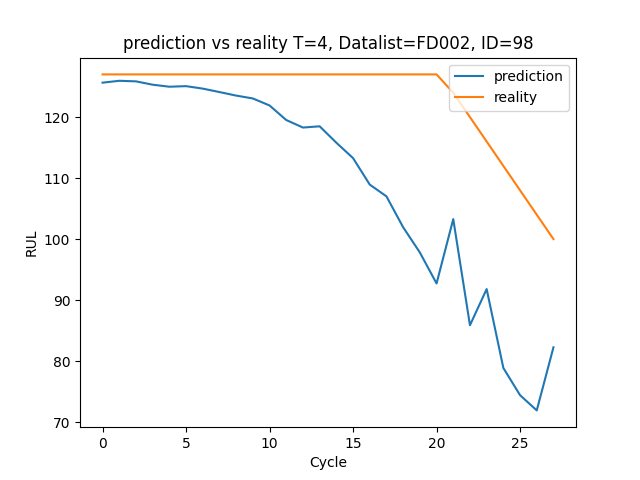 prediction vs reality T=4, Datalist=FD002, ID=98
prediction
reality
120
110
100
90
80
70
RUL
0 5 10 15 20 25
Cycle